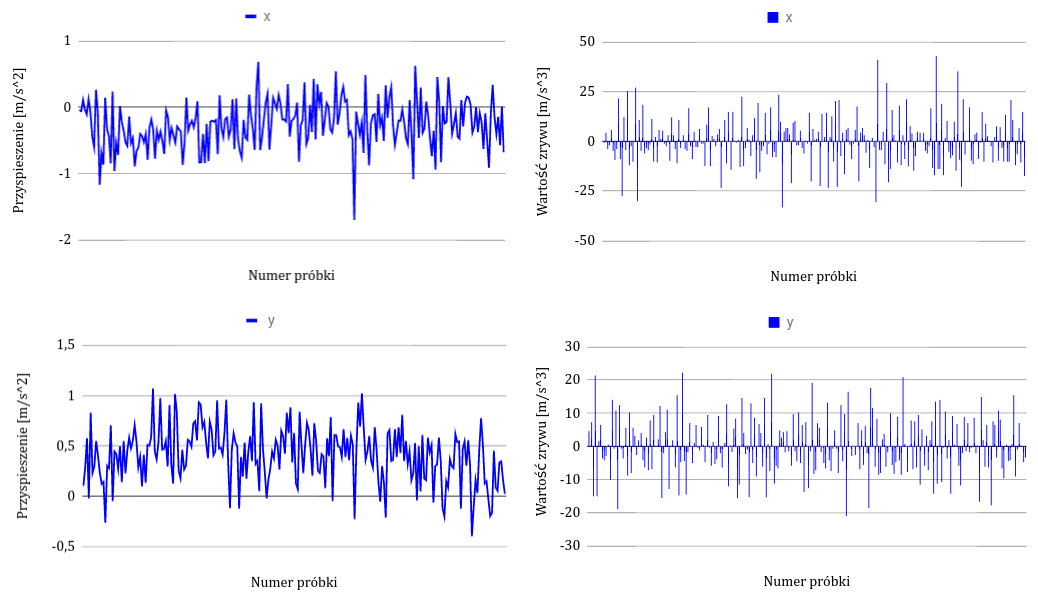 x
Przyspieszenie [m/s^2]
1
0
-1
-2
Numer próbki
x
Wartość zrywu [m/s^3]
50
25
0
-25
-50
Numer próbki
y
Przyspieszenie [m/s^2]
1,5
1
0,5
0
-0,5
Numer próbki
y
Wartość zrywu [m/s^3]
30
20
10
0
-10
-20
-30
Numer próbki